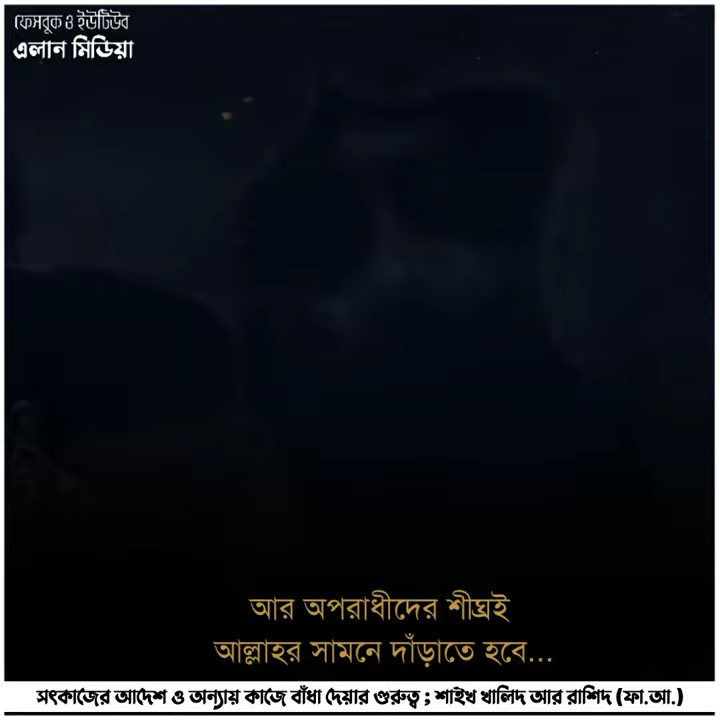 ফেসবুক ও ইউটিউব
এলান মিডিয়া
আর অপরাধীদের শীঘ্রই
আল্লাহর সামনে দাঁড়াতে হবে...
সৎকাজের আদেশ ও অন্যায় কাজে বাঁধা দেয়ার গুরুত্ব ; শাইখ খালিদ আর রাশিদ (ফা.আ.)